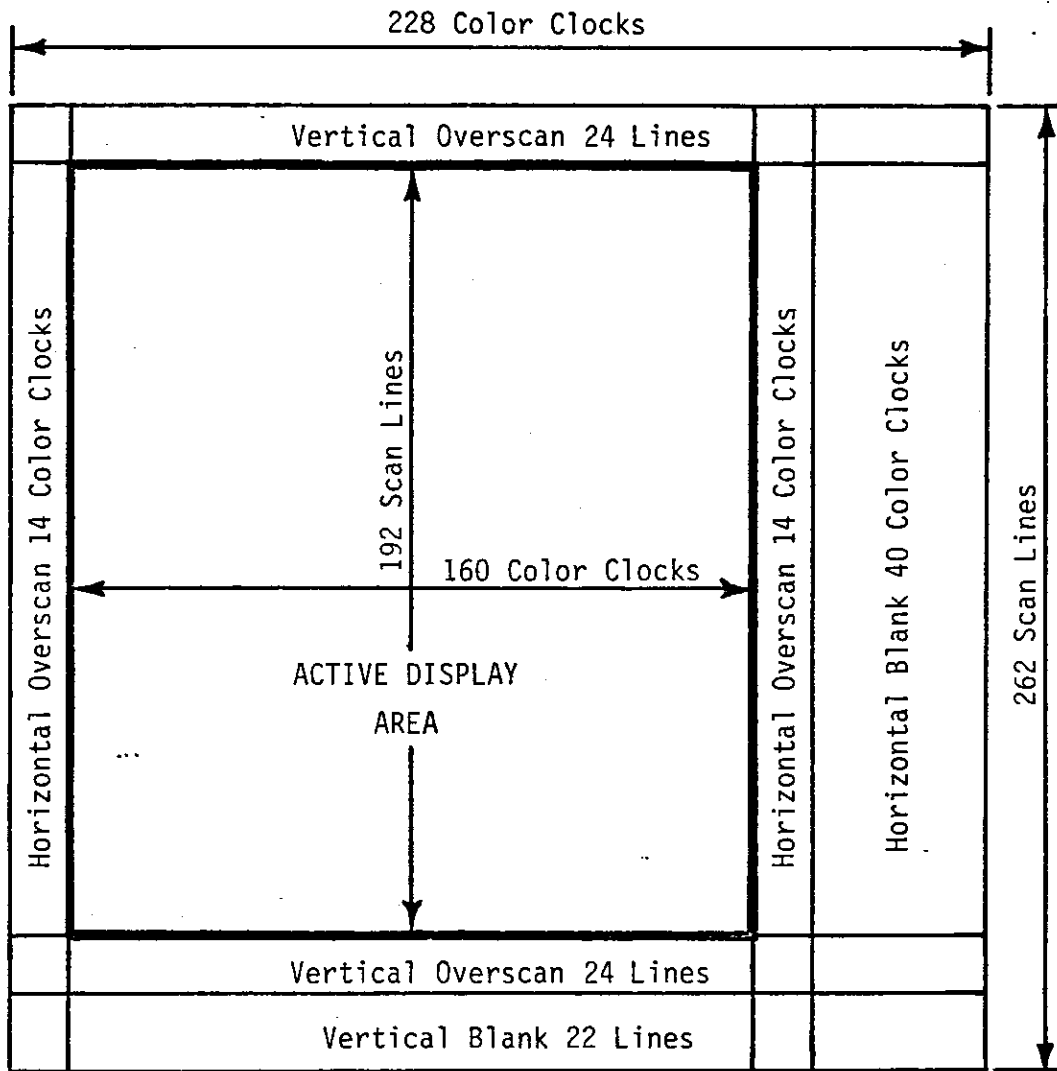 228 Color Clocks
Vertical Overscan 24 Lines
Horizontal Overscan 14 Color Clocks
192 Scan Lines
160 Color Clocks
ACTIVE DISPLAY
AREA
Horizontal Overscan 14 Color Clocks
Horizontal Blank 40 Color Clocks
262 Scan Lines
Vertical Overscan 24 Lines
Vertical Blank 22 Lines